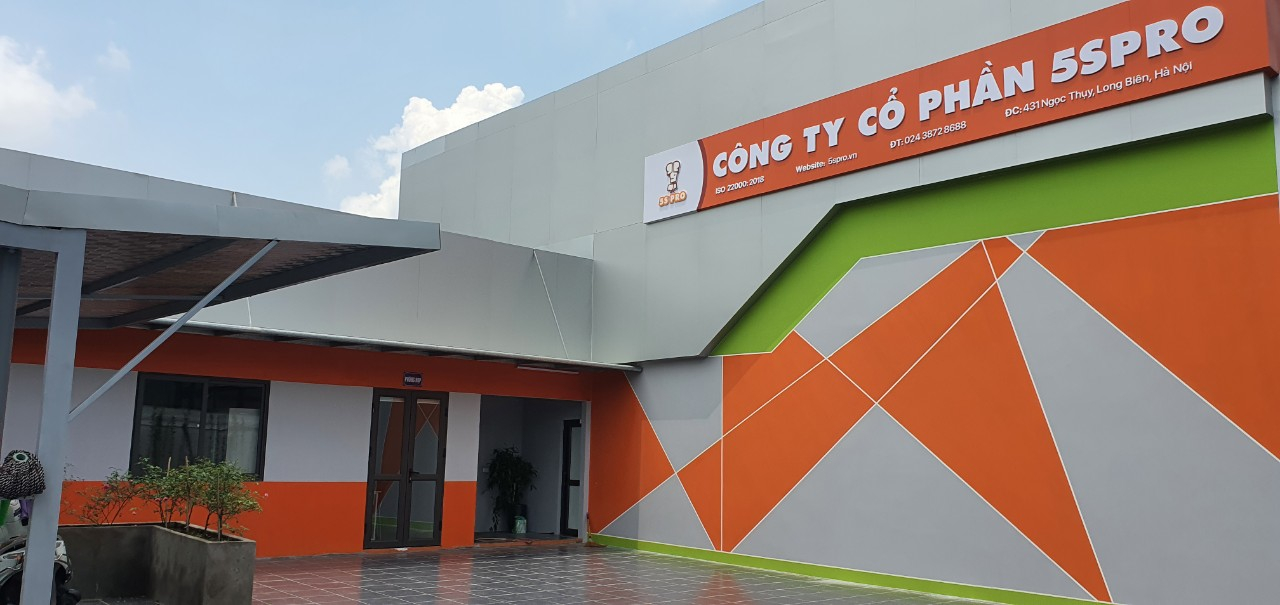 CÔNG TY CỔ PHẦN 5SPRO
ISO 22000:2018 Website: 5spro.vn ĐT: 024 3872 8688 ĐC: 431 Ngọc Thụy, Long Biên, Hà Nội
5S PRO